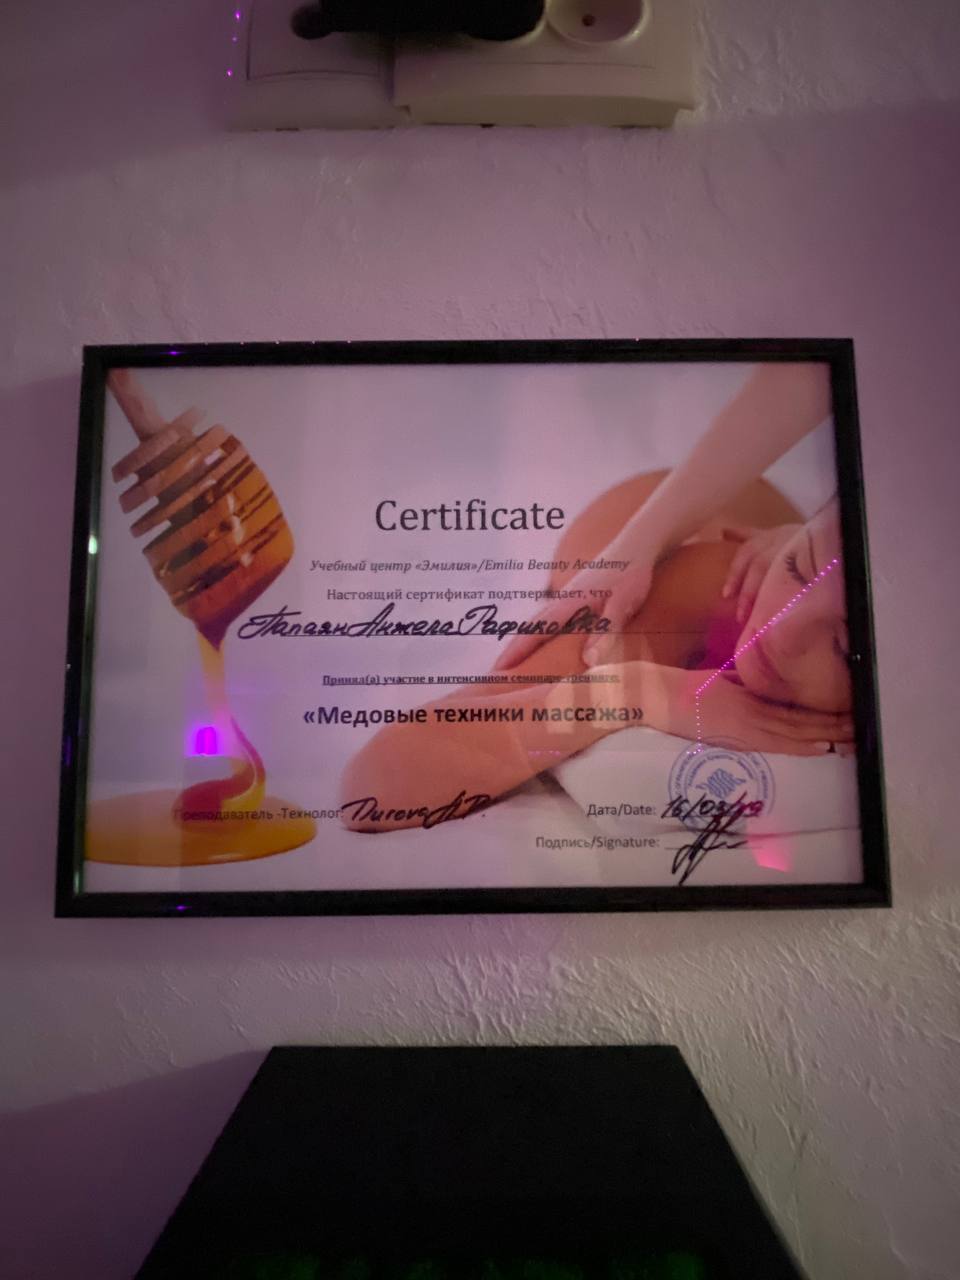 Certificate
Учебный центр «Эмилия»/Emilia Beauty Academy
Настоящий сертификат подтверждает, что
Папаян Анжела Рафиковна
Принял(а) участие в интенсивном семинаре-тренинге:
«Медовые техники массажа»
Преподаватель -Технолог:
Дата/Date: 16/03/19
Подпись/Signature: